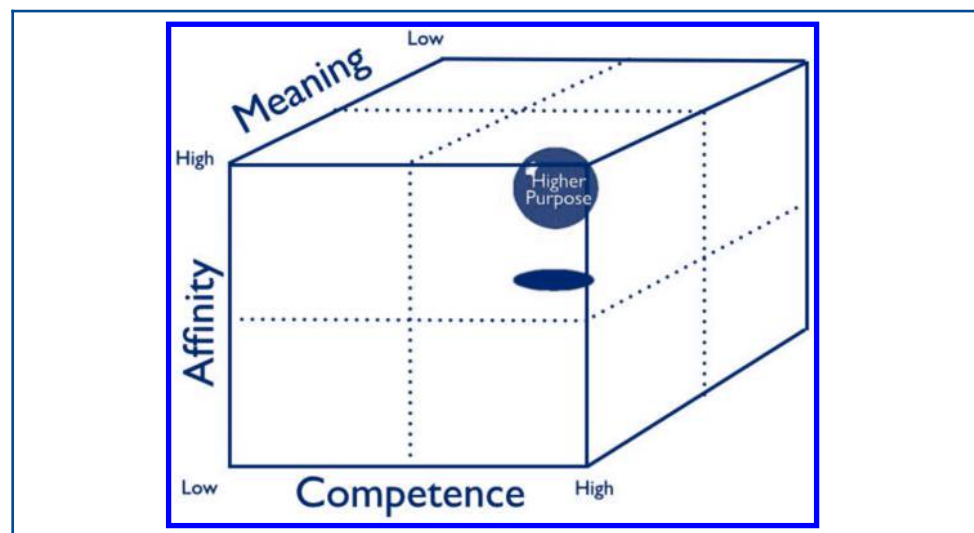 Low
Meaning
High
Higher
Purpose
Affinity
Low
Competence
High